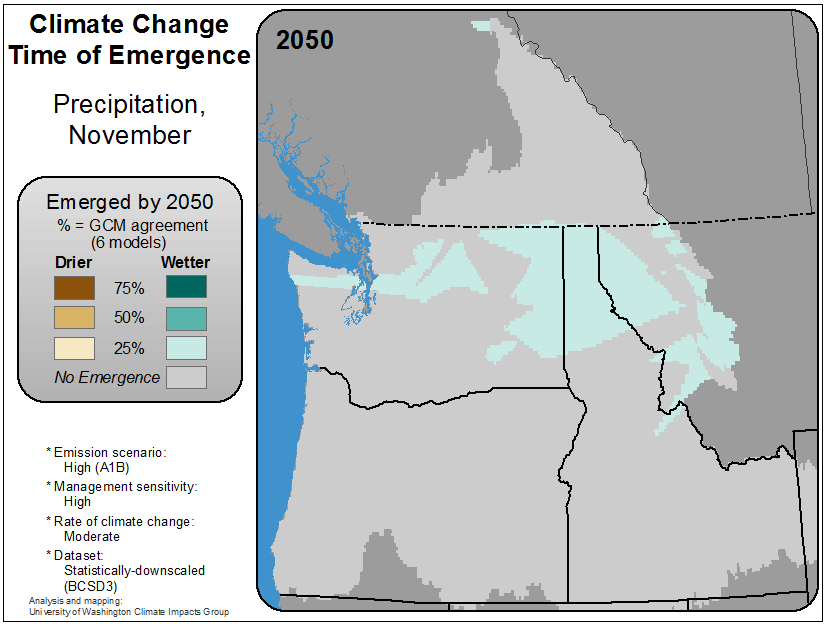 Climate Change
Time of Emergence
Precipitation,
November
2050
Emerged by 2050
% = GCM agreement
(6 models)
Drier Wetter
75%
50%
25%
No Emergence
* Emission scenario:
High (A1B)
* Management sensitivity:
High
* Rate of climate change:
Moderate
* Dataset:
Statistically-downscaled
(BCSD3)
Analysis and mapping:
University of Washington Climate Impacts Group